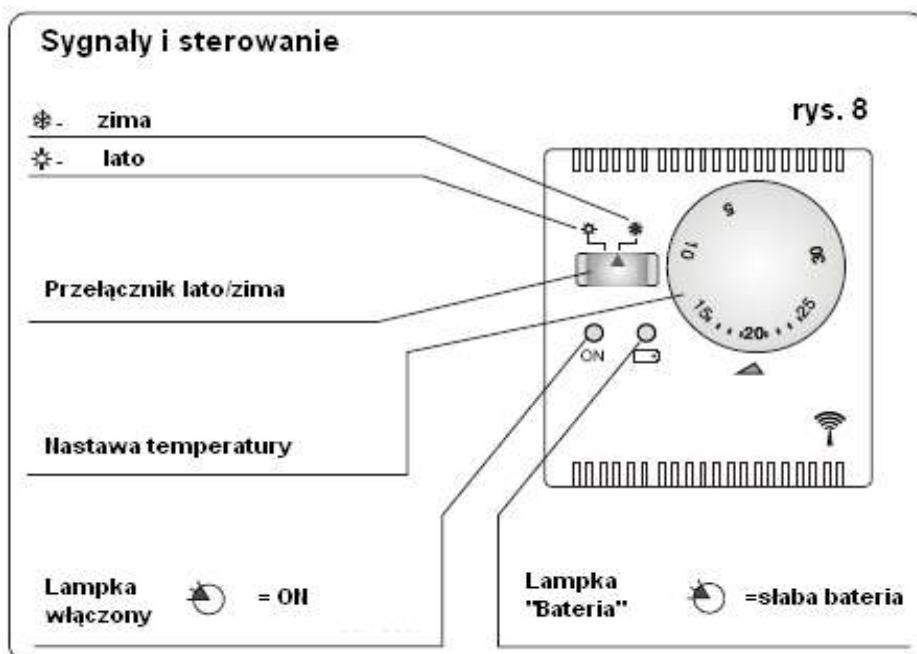 Sygnały i sterowanie
rys. 8
zima
lato
Przełącznik lato/zima
Nastawa temperatury
5
10
15
20
25
30
ON
Lampka
włączony
= ON
Lampka
"Bateria"
=słaba bateria